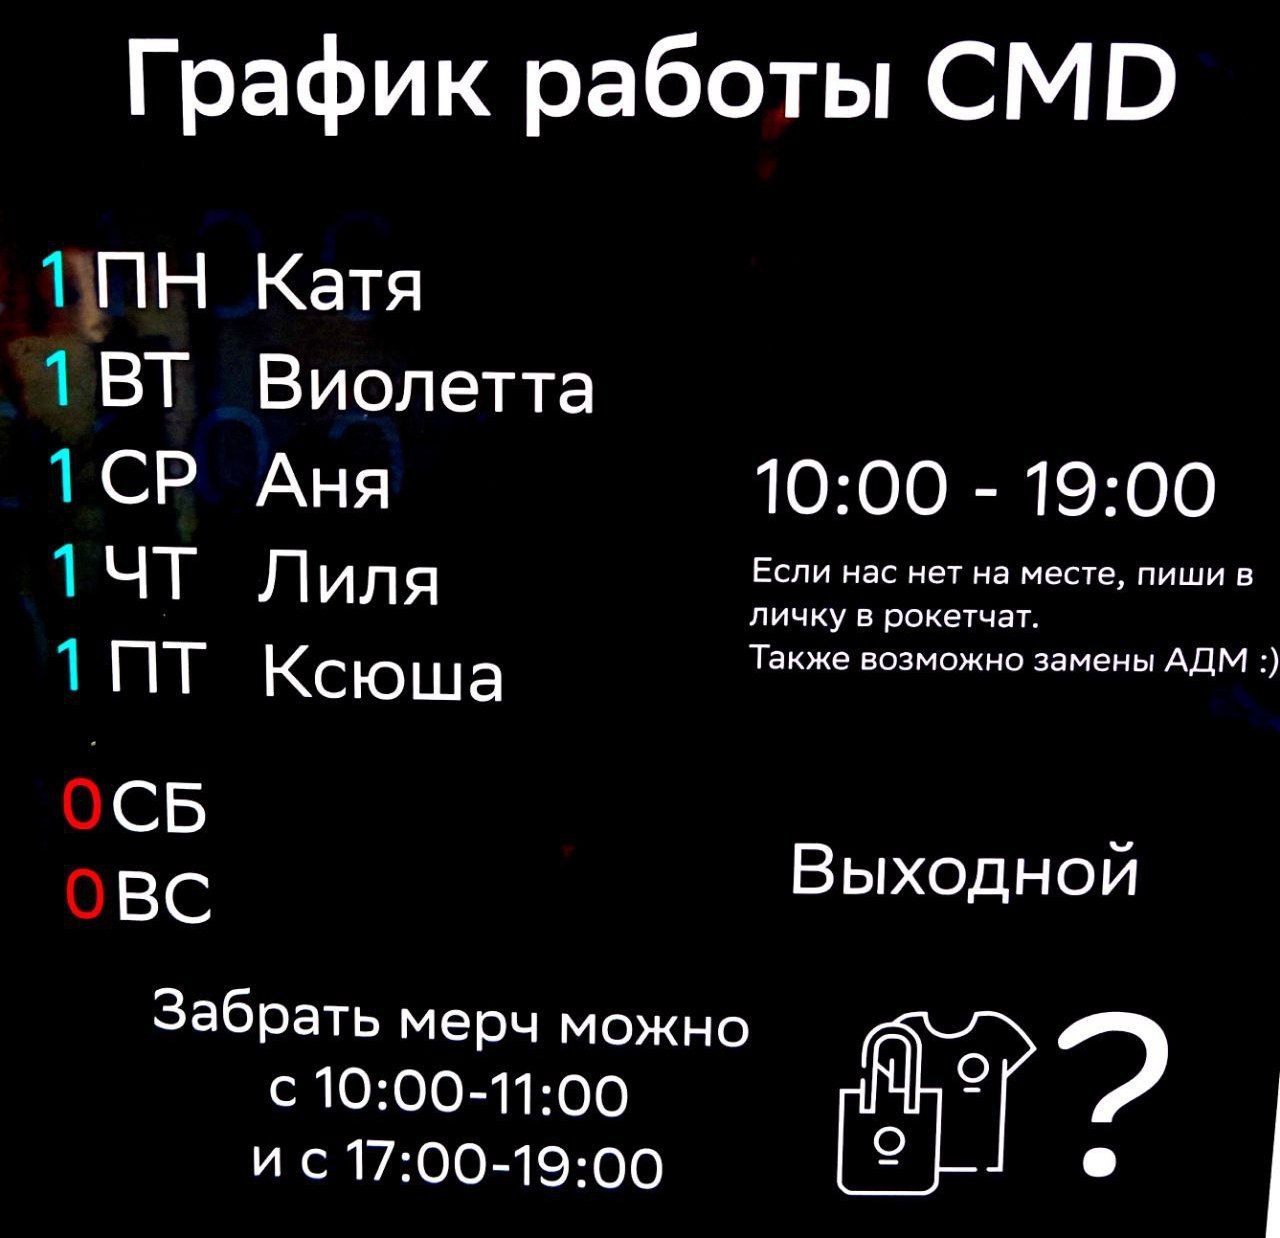 График работы CMD
1 ПН Катя
1 ВТ Виолетта
1 СР Аня
1 ЧТ Лиля
1 ПТ Ксюша
10:00 - 19:00
Если нас нет на месте, пиши в
личку в рокетчат.
Также возможно замены АДМ :)
0 СБ
0 ВС
Выходной
Забрать мерч можно
с 10:00-11:00
и с 17:00-19:00
?